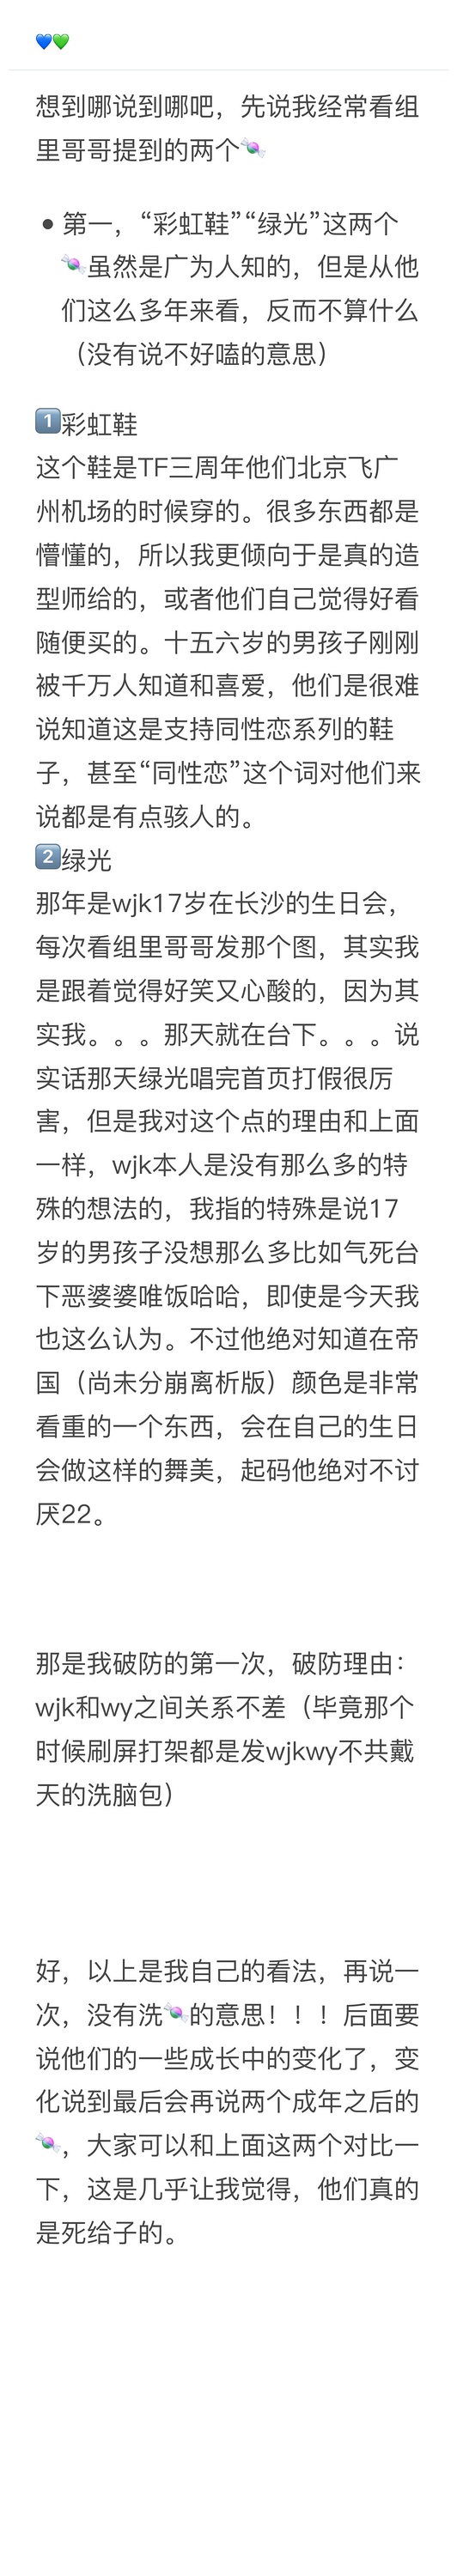 💙💚
想到哪说到哪吧，先说我经常看组
里哥哥提到的两个🍬
• 第一，“彩虹鞋”“绿光”这两个
🍬虽然是广为人知的，但是从他
们这么多年来看，反而不算什么
（没有说不好嗑的意思）
1️⃣彩虹鞋
这个鞋是TF三周年他们北京飞广
州机场的时候穿的。很多东西都是
懵懂的，所以我更倾向于是真的造
型师给的，或者他们自己觉得好看
随便买的。十五六岁的男孩子刚刚
被千万人知道和喜爱，他们是很难
说知道这是支持同性恋系列的鞋
子，甚至“同性恋”这个词对他们来
说都是有点骇人的。
2️⃣绿光
那年是wjk17岁在长沙的生日会，
每次看组里哥哥发那个图，其实我
是跟着觉得好笑又心酸的，因为其
实我。。。那天就在台下。。。说
实话那天绿光唱完首页打假很厉
害，但是我对这个点的理由和上面
一样，wjk本人是没有那么多的特
殊的想法的，我指的特殊是说17
岁的男孩子没想那么多比如气死台
下恶婆婆唯饭哈哈，即使是今天我
也这么认为。不过他绝对知道在帝
国（尚未分崩离析版）颜色是非常
看重的一个东西，会在自己的生日
会做这样的舞美，起码他绝对不讨
厌22。
那是我破防的第一次，破防理由：
wjk和wy之间关系不差（毕竟那个
时候刷屏打架都是发wjkwy不共戴
天的洗脑包）
好，以上是我自己的看法，再说一
次，没有洗🍬的意思！！！后面要
说他们的一些成长中的变化了，变
化说到最后会再说两个成年之后的
🍬，大家可以和上面这两个对比一
下，这是几乎让我觉得，他们真的
是死给子的。